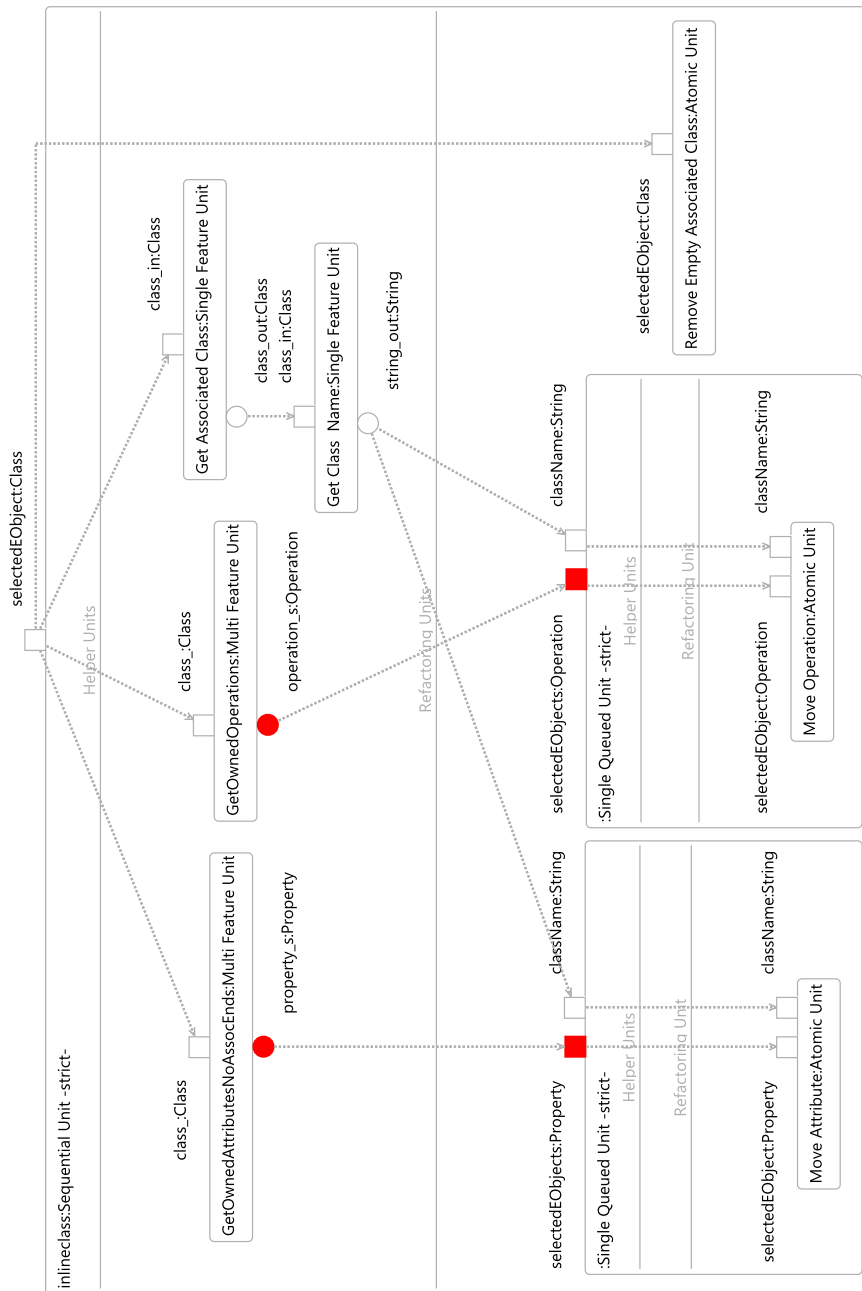 selectedEObject:Class
inlineclass:Sequential Unit -strict-
Helper Units
class_:Class
GetOwnedAttributesNoAssocEnds:Multi Feature Unit
property_s:Property
class_:Class
GetOwnedOperations:Multi Feature Unit
operation_s:Operation
class_in:Class
Get Associated Class:Single Feature Unit
class_out:Class
class_in:Class
Get Class Name:Single Feature Unit
string_out:String
Refactoring Units
selectedEObjects:Property
className:String
:Single Queued Unit -strict-
Helper Units
Refactoring Unit
selectedEObject:Property
className:String
Move Attribute:Atomic Unit
selectedEObjects:Operation
className:String
:Single Queued Unit -strict-
Helper Units
Refactoring Unit
selectedEObject:Operation
className:String
Move Operation:Atomic Unit
selectedEObject:Class
Remove Empty Associated Class:Atomic Unit